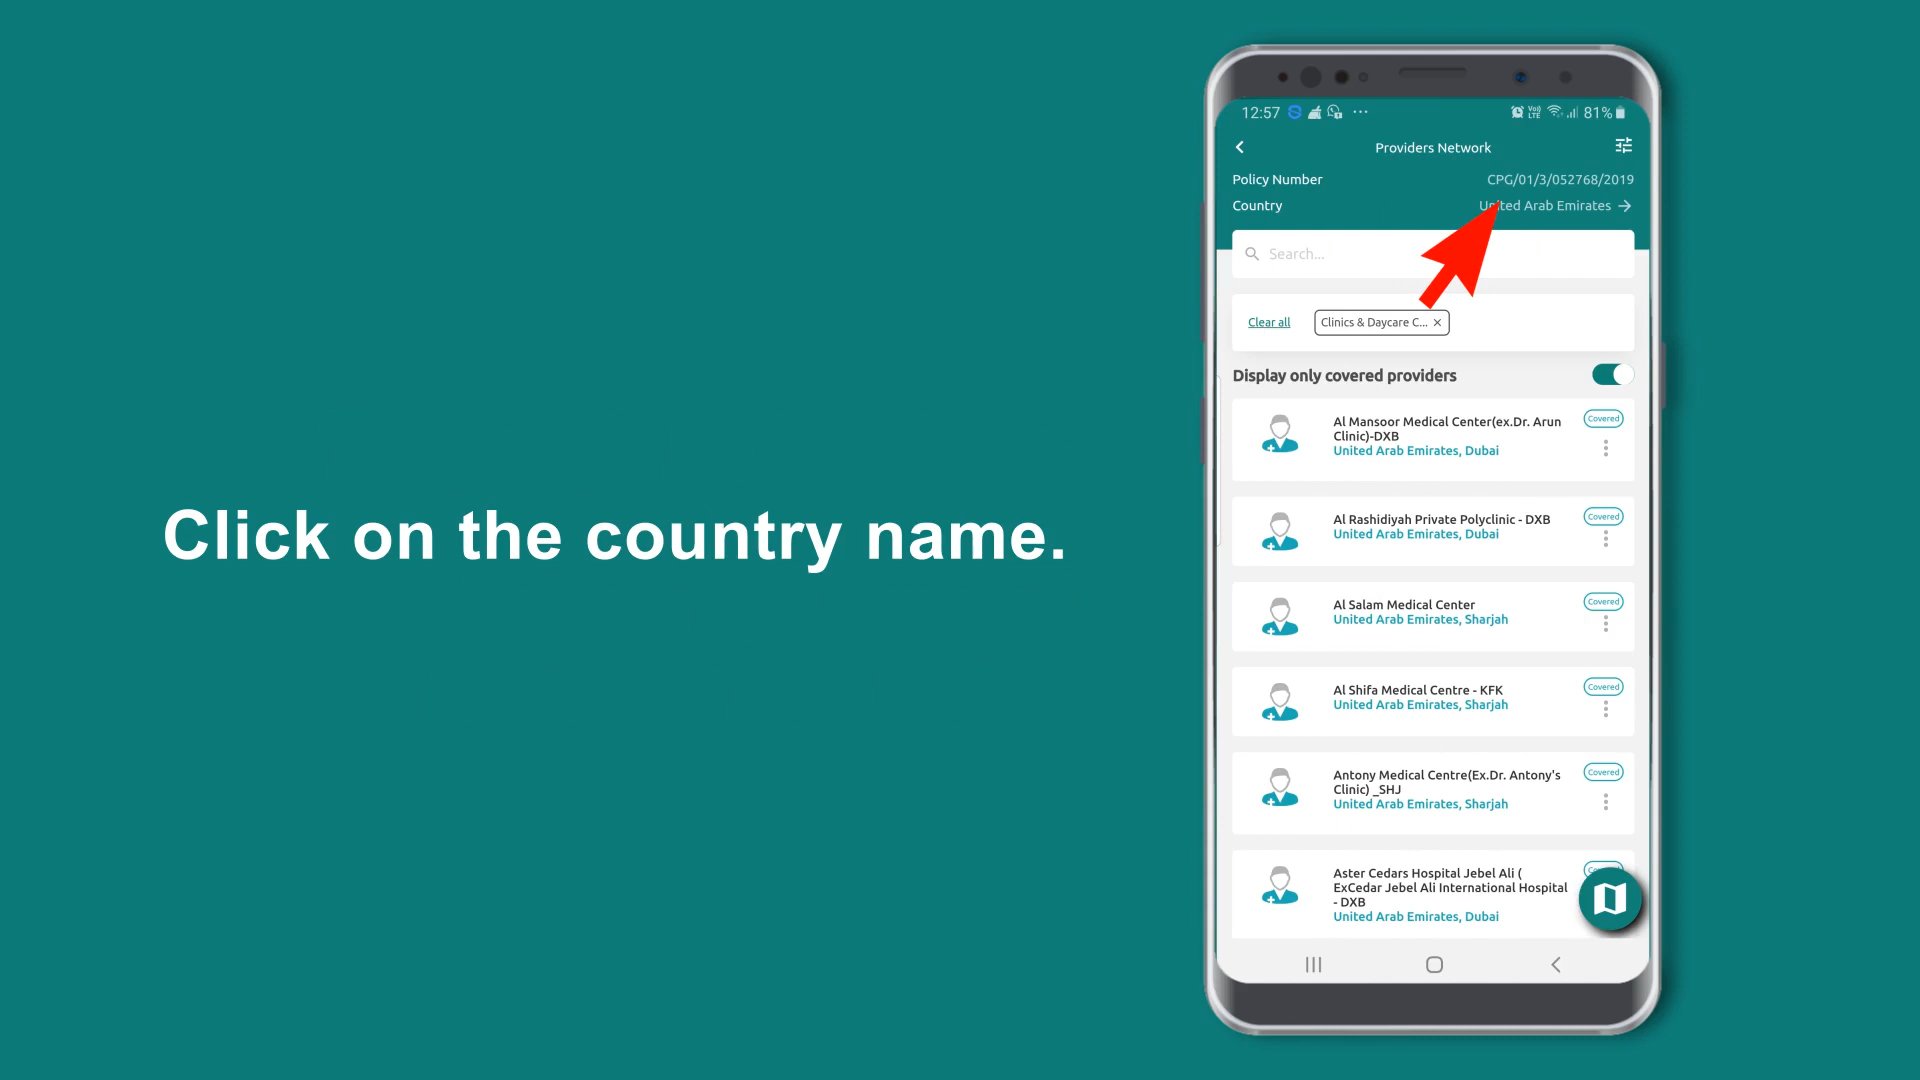 Click on the country name.
12:57 81%
Providers Network
Policy Number CPG/01/3/052768/2019
Country United Arab Emirates
Search...
Clear all Clinics & Daycare C...
Display only covered providers
Al Mansoor Medical Center(ex.Dr. Arun
Clinic)-DXB
United Arab Emirates, Dubai
Covered
Al Rashidiyah Private Polyclinic - DXB
United Arab Emirates, Dubai
Covered
Al Salam Medical Center
United Arab Emirates, Sharjah
Covered
Al Shifa Medical Centre - KFK
United Arab Emirates, Sharjah
Covered
Antony Medical Centre(Ex.Dr. Antony's
Clinic) _SHJ
United Arab Emirates, Sharjah
Covered
Aster Cedars Hospital Jebel Ali (
ExCedar Jebel Ali International Hospital
- DXB
United Arab Emirates, Dubai